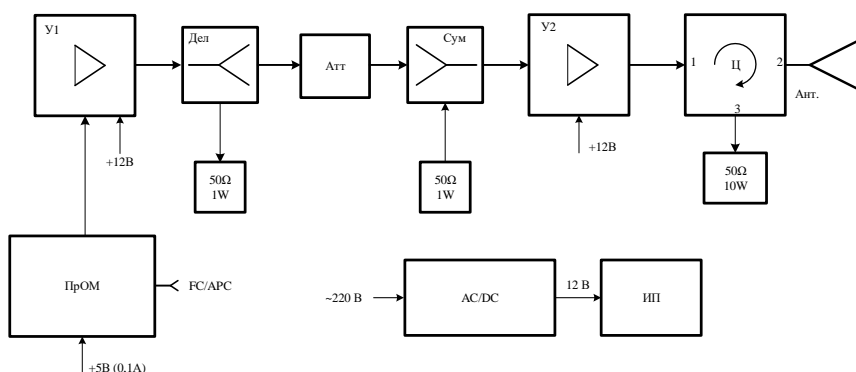 У1
Дел
Атт
Сум
У2
1
Ц
2
3
Ант.
+12В
+12В
50Ω
1W
50Ω
1W
50Ω
10W
ПрОМ
FC/APC
+5В (0,1А)
~220 В
AC/DC
12 В
ИП